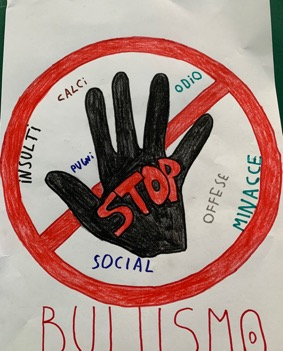 CALCI
ODIO
INSULTI
PUGNI
STOP
OFFESE
MINACCE
SOCIAL
BULLISMO